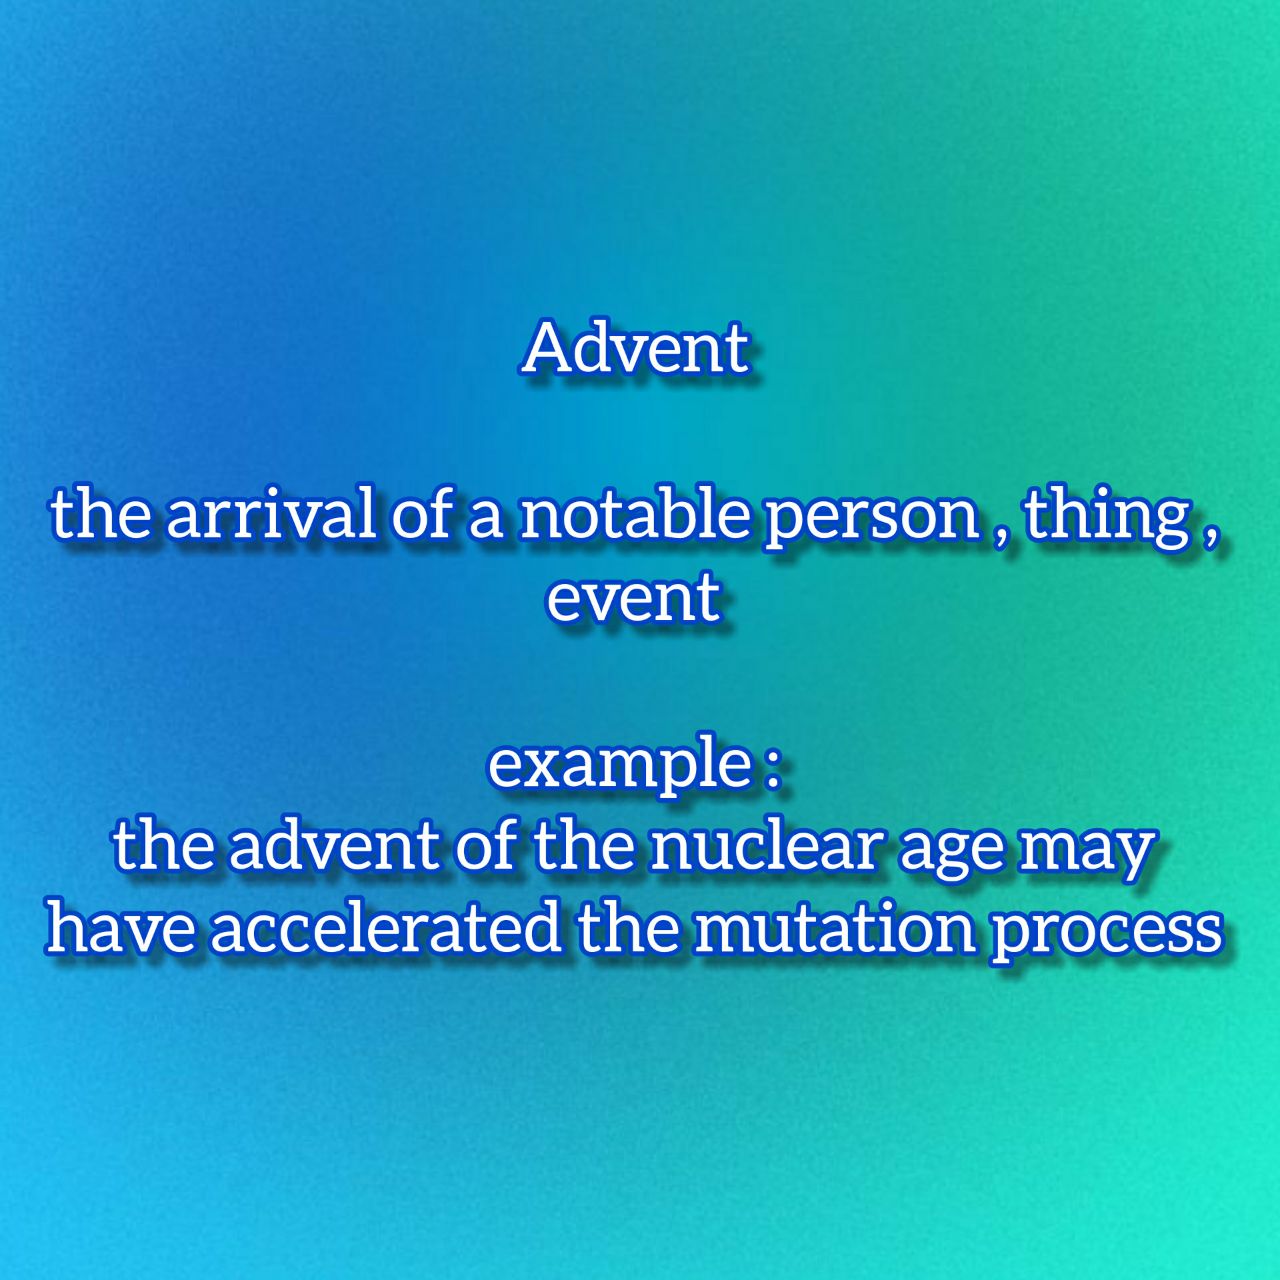 Advent
the arrival of a notable person , thing ,
event
example :
the advent of the nuclear age may
have accelerated the mutation process